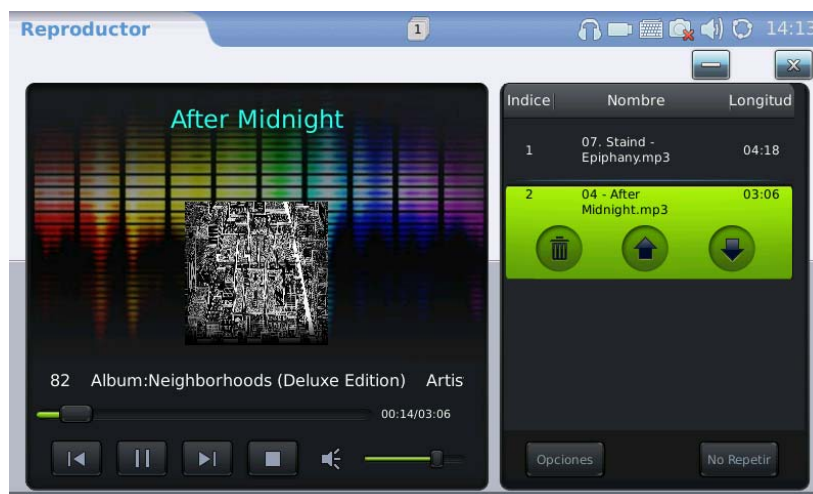 Reproductor
1
14:13
After Midnight
82 Album:Neighborhoods (Deluxe Edition) Artis
00:14/03:06
Indice Nombre Longitud
1 07. Staind - Epiphany.mp3 04:18
2 04 - After Midnight.mp3 03:06
Opciones
No Repetir